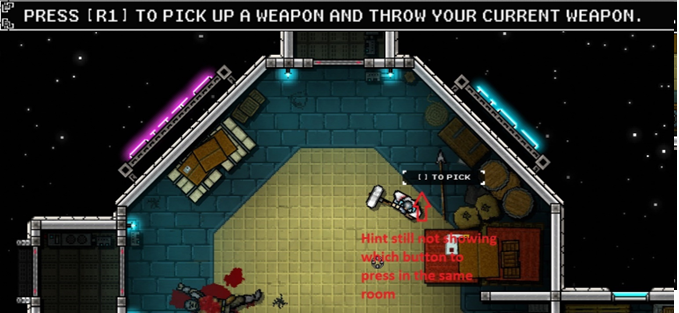 PRESS [R1] TO PICK UP A WEAPON AND THROW YOUR CURRENT WEAPON.
[ ] TO PICK
Hint still not showing
which button to
press in the same
room